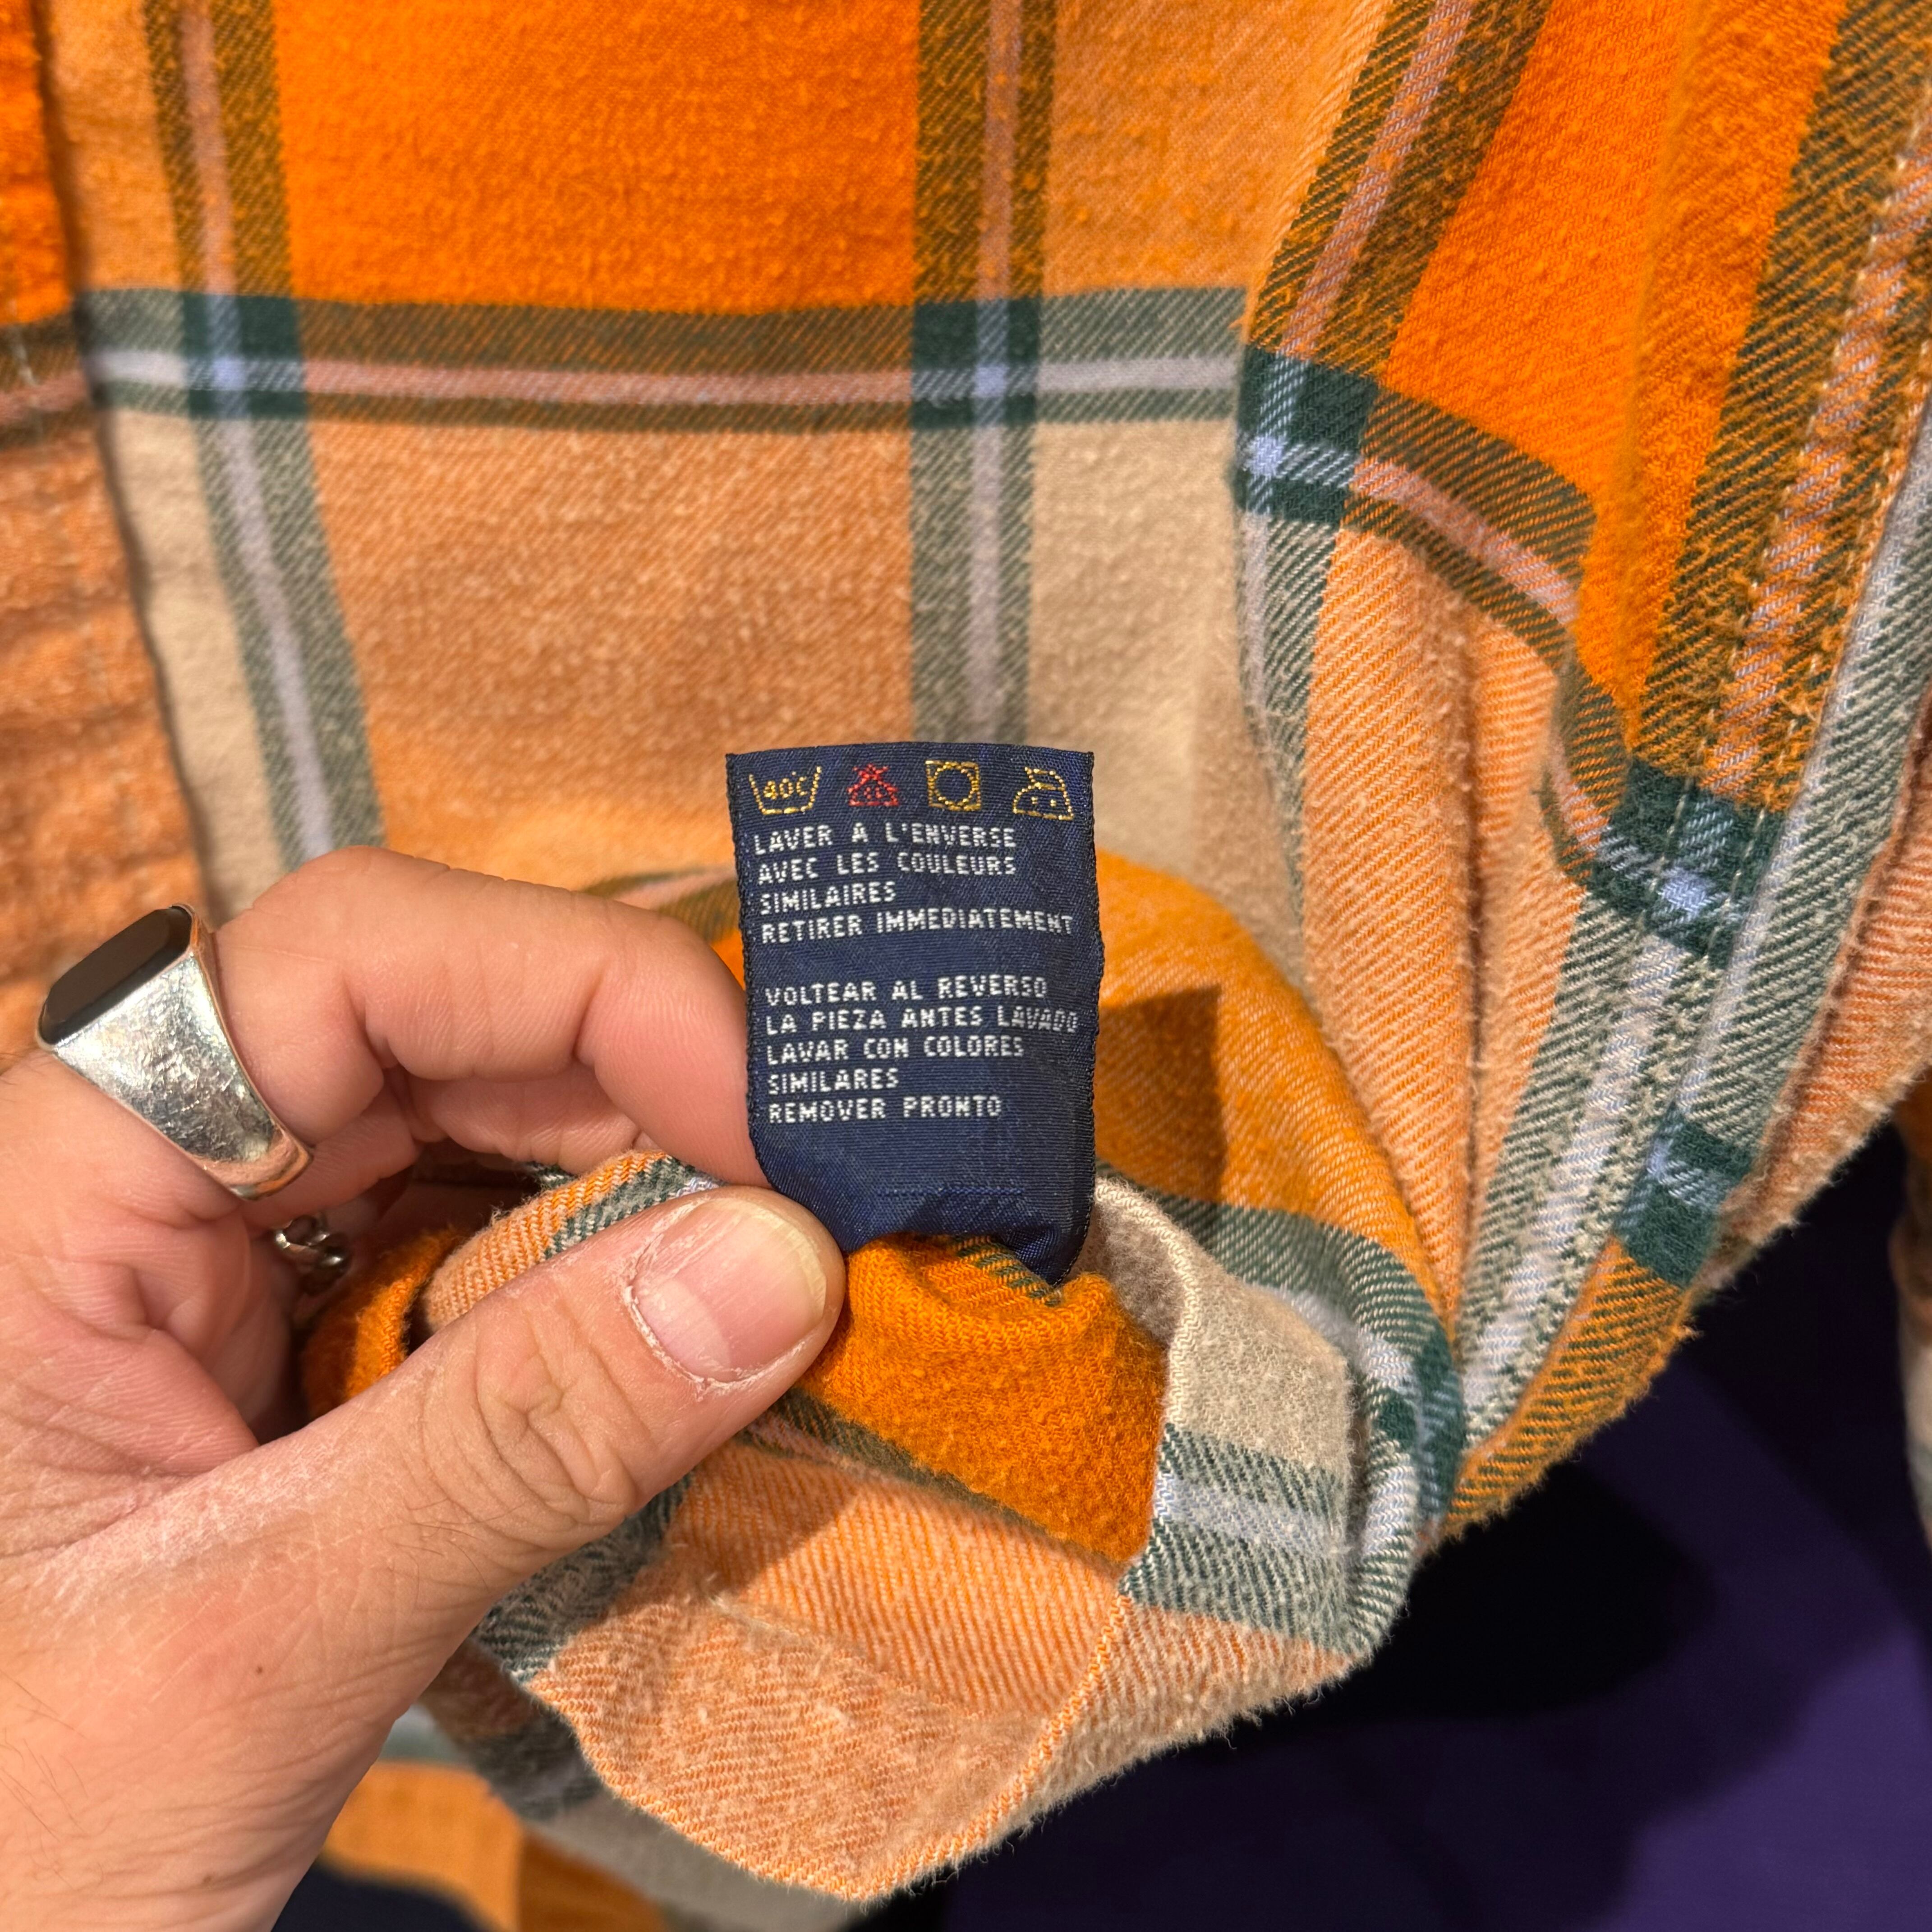 40°C
LAVER A L'ENVERSE
AVEC LES COULEURS
SIMILAIRES
RETIRER IMMEDIATEMENT
VOLTEAR AL REVERSO
LA PIEZA ANTES LAVADO
LAVAR CON COLORES
SIMILARES
REMOVER PRONTO